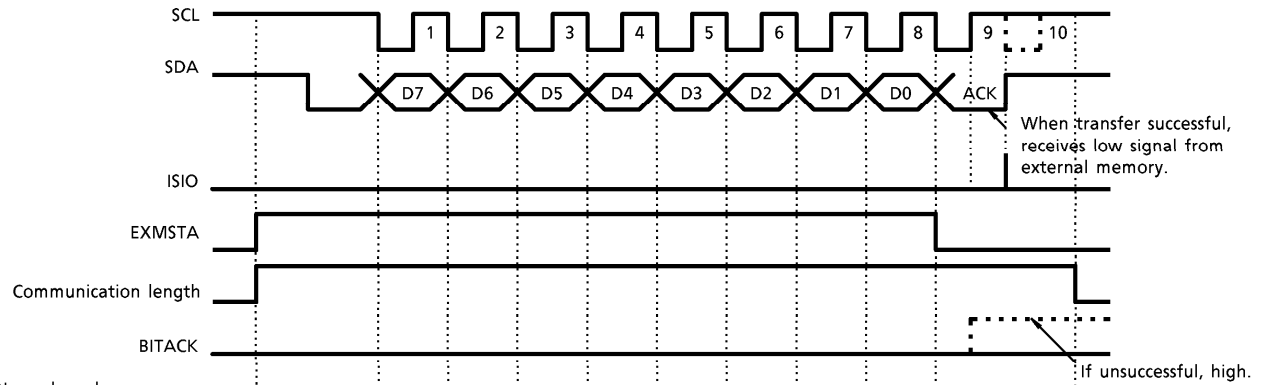 SCL
1 2 3 4 5 6 7 8 9 10
SDA
D7 D6 D5 D4 D3 D2 D1 D0 ACK
When transfer successful,
receives low signal from
external memory.
ISIO
EXMSTA
Communication length
BITACK
If unsuccessful, high.